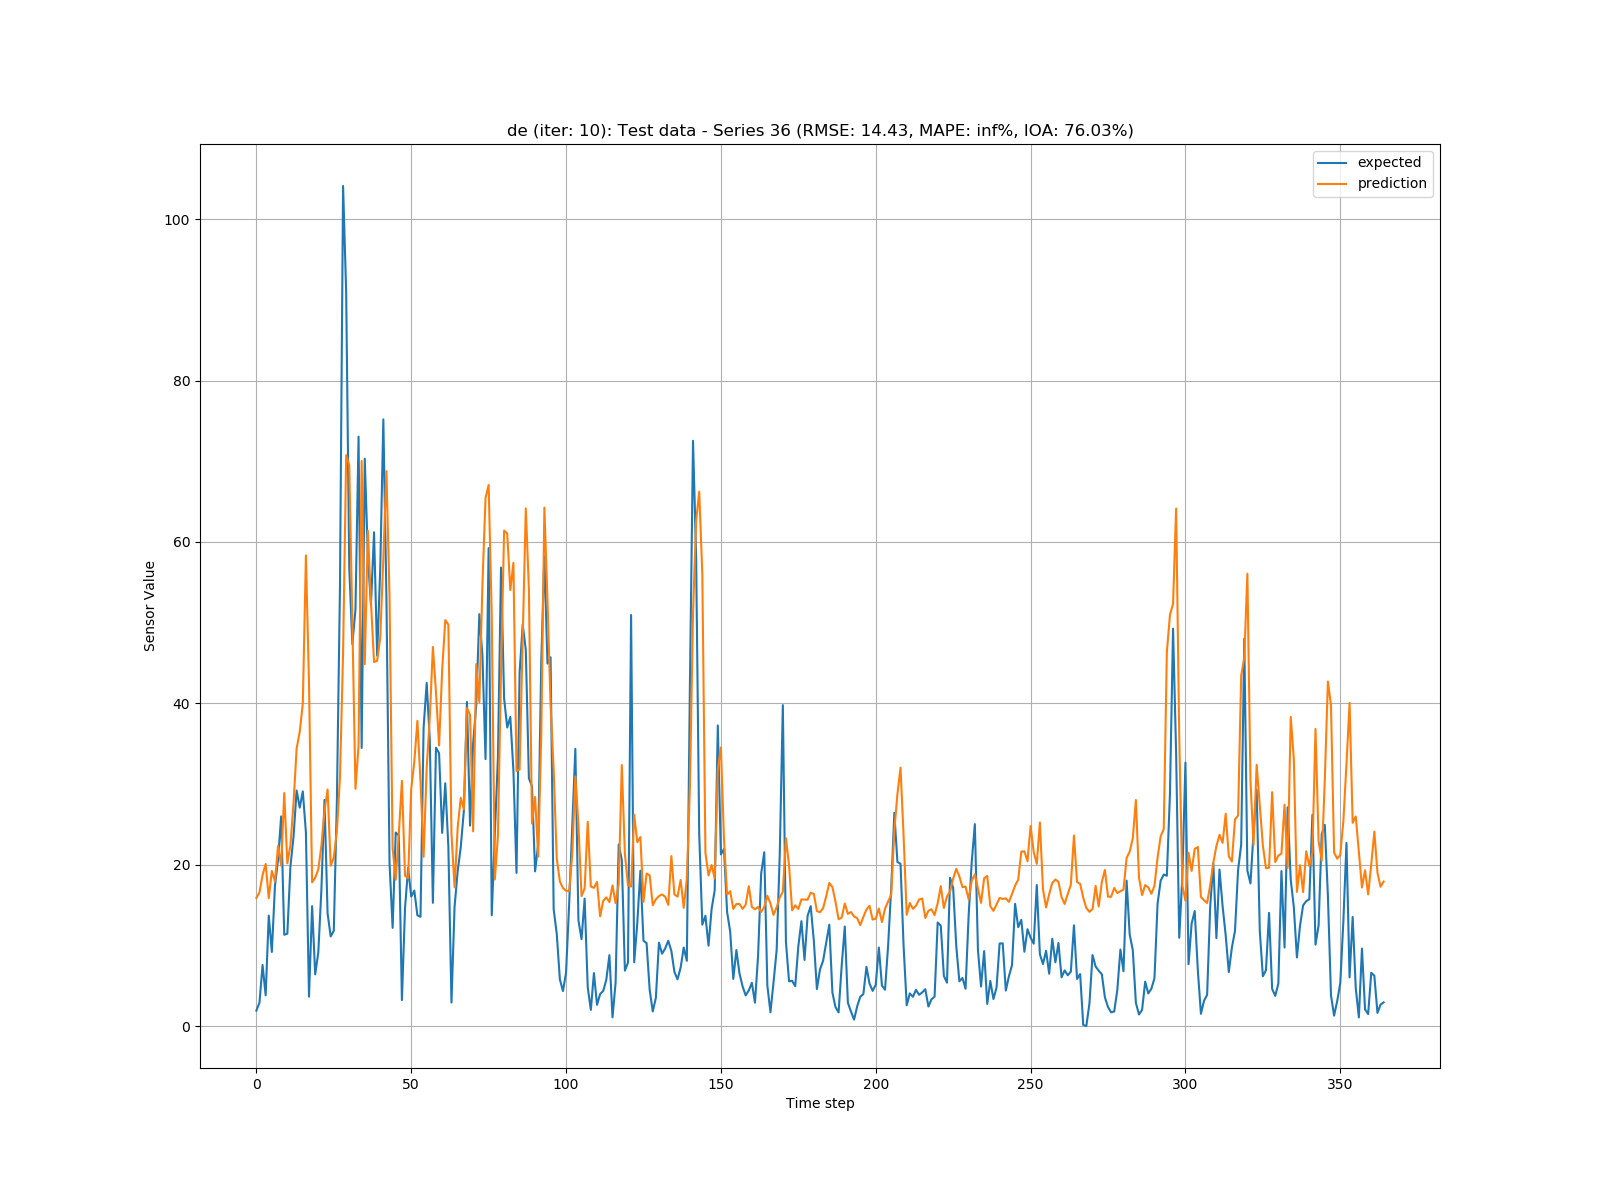 de (iter: 10): Test data - Series 36 (RMSE: 14.43, MAPE: inf%, IOA: 76.03%)
expected
prediction
100
80
60
40
20
0
Sensor Value
0 50 100 150 200 250 300 350
Time step